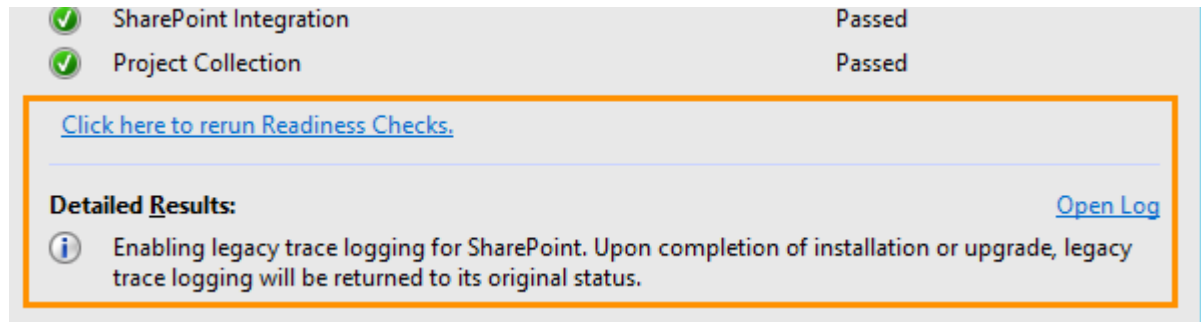 SharePoint Integration Passed
Project Collection Passed
Click here to rerun Readiness Checks.
Detailed Results: Open Log
Enabling legacy trace logging for SharePoint. Upon completion of installation or upgrade, legacy
trace logging will be returned to its original status.